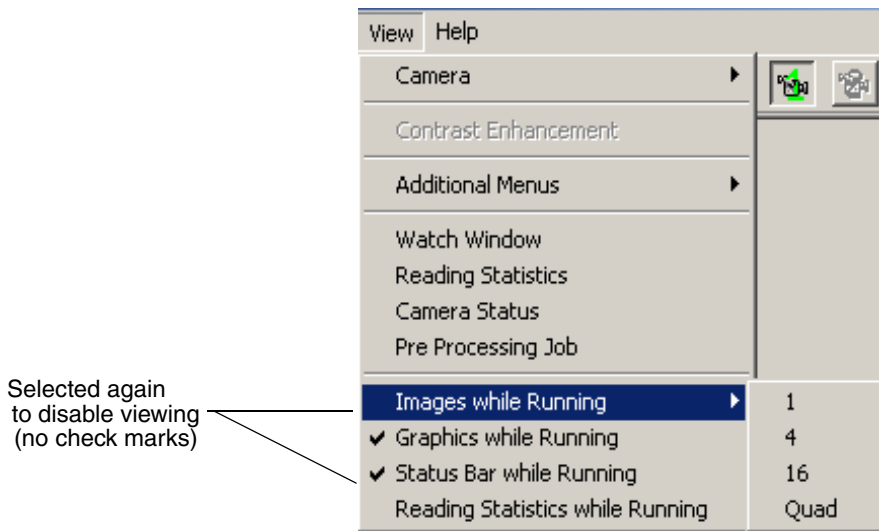 View Help
Camera
Contrast Enhancement
Additional Menus
Watch Window
Reading Statistics
Camera Status
Pre Processing Job
Selected again
to disable viewing
(no check marks)
Images while Running
Graphics while Running
Status Bar while Running
Reading Statistics while Running
1
4
16
Quad